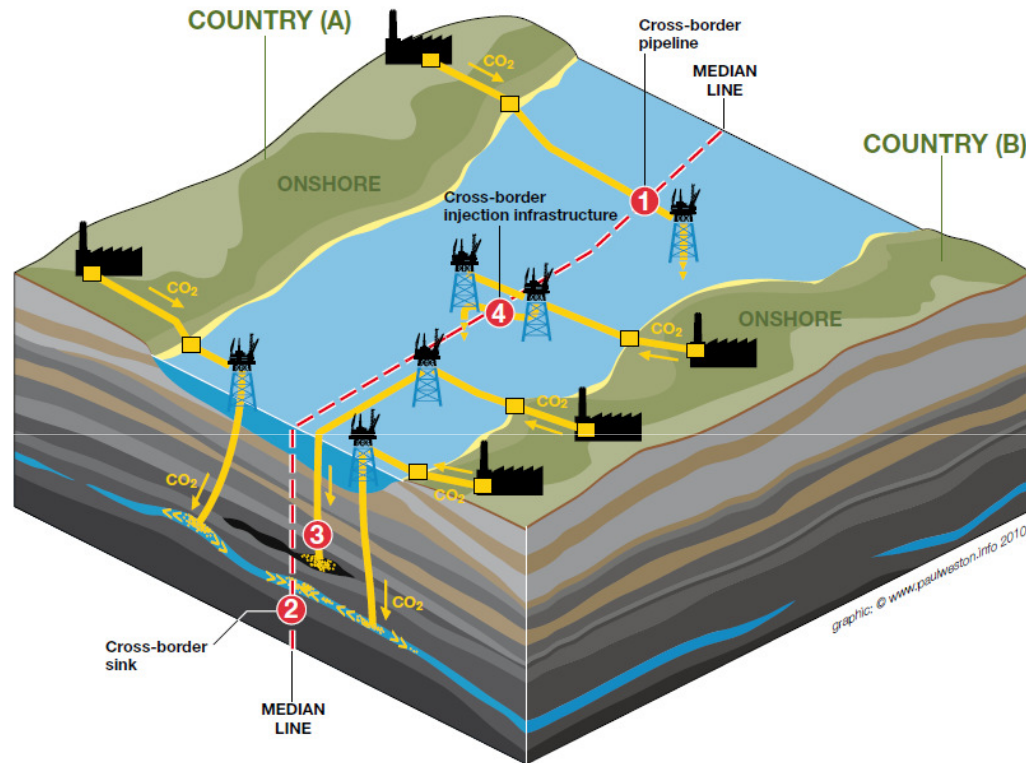 COUNTRY (A)
CO2
Cross-border
pipeline
MEDIAN
LINE
COUNTRY (B)
ONSHORE
Cross-border
injection infrastructure
1
CO2
4
CO2
ONSHORE
CO2
CO2
CO2
3
CO2
2
Cross-border
sink
MEDIAN
LINE
graphic: © www.paulweston.info 2010